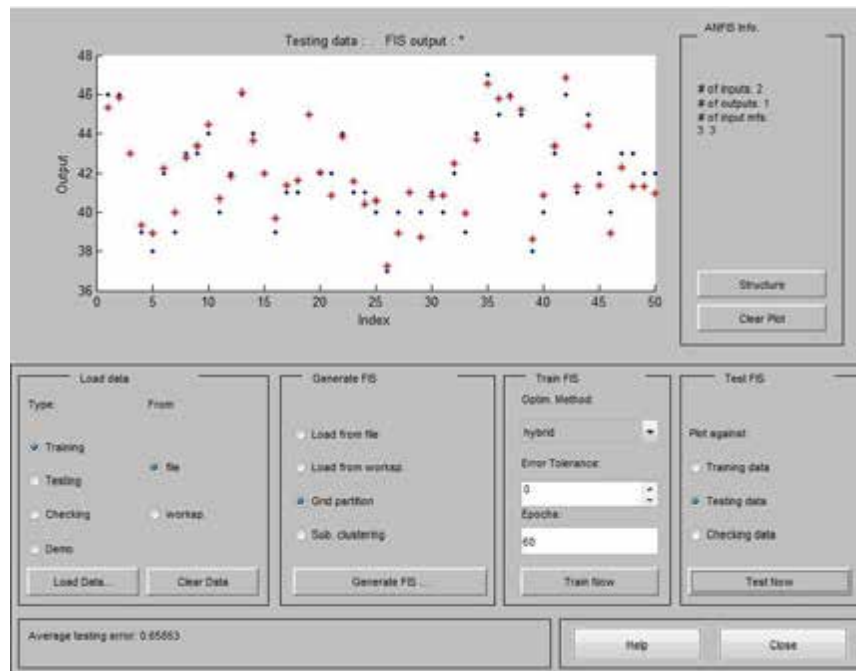 Testing data : . FIS output : *
48
46
44
42
40
38
36
Output
0 5 10 15 20 25 30 35 40 45 50
Index
ANFIS Info.
# of inputs: 2
# of outputs: 1
# of input mfs:
3 3
Structure
Clear Plot
Load data
Type:
From:
Training
Testing
Checking
Demo
file
worksp.
Load Data...
Clear Data
Generate FIS
Load from file
Load from worksp.
Grid partition
Sub. clustering
Generate FIS ...
Train FIS
Optim. Method:
hybrid
Error Tolerance:
0
Epochs:
60
Train Now
Test FIS
Plot against:
Training data
Testing data
Checking data
Test Now
Average testing error: 0.65863
Help
Close